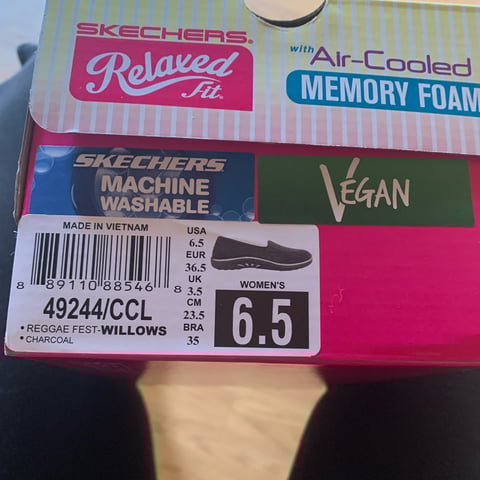 SKECHERS.
Relaxed
Fit.
with Air-Cooled
MEMORY FOAM
SKECHERS
MACHINE
WASHABLE
VEGAN
MADE IN VIETNAM
8 89110 88546 8
49244/CCL
• REGGAE FEST-WILLOWS
• CHARCOAL
USA
6.5
EUR
36.5
UK
3.5
CM
23.5
BRA
35
WOMEN'S
6.5